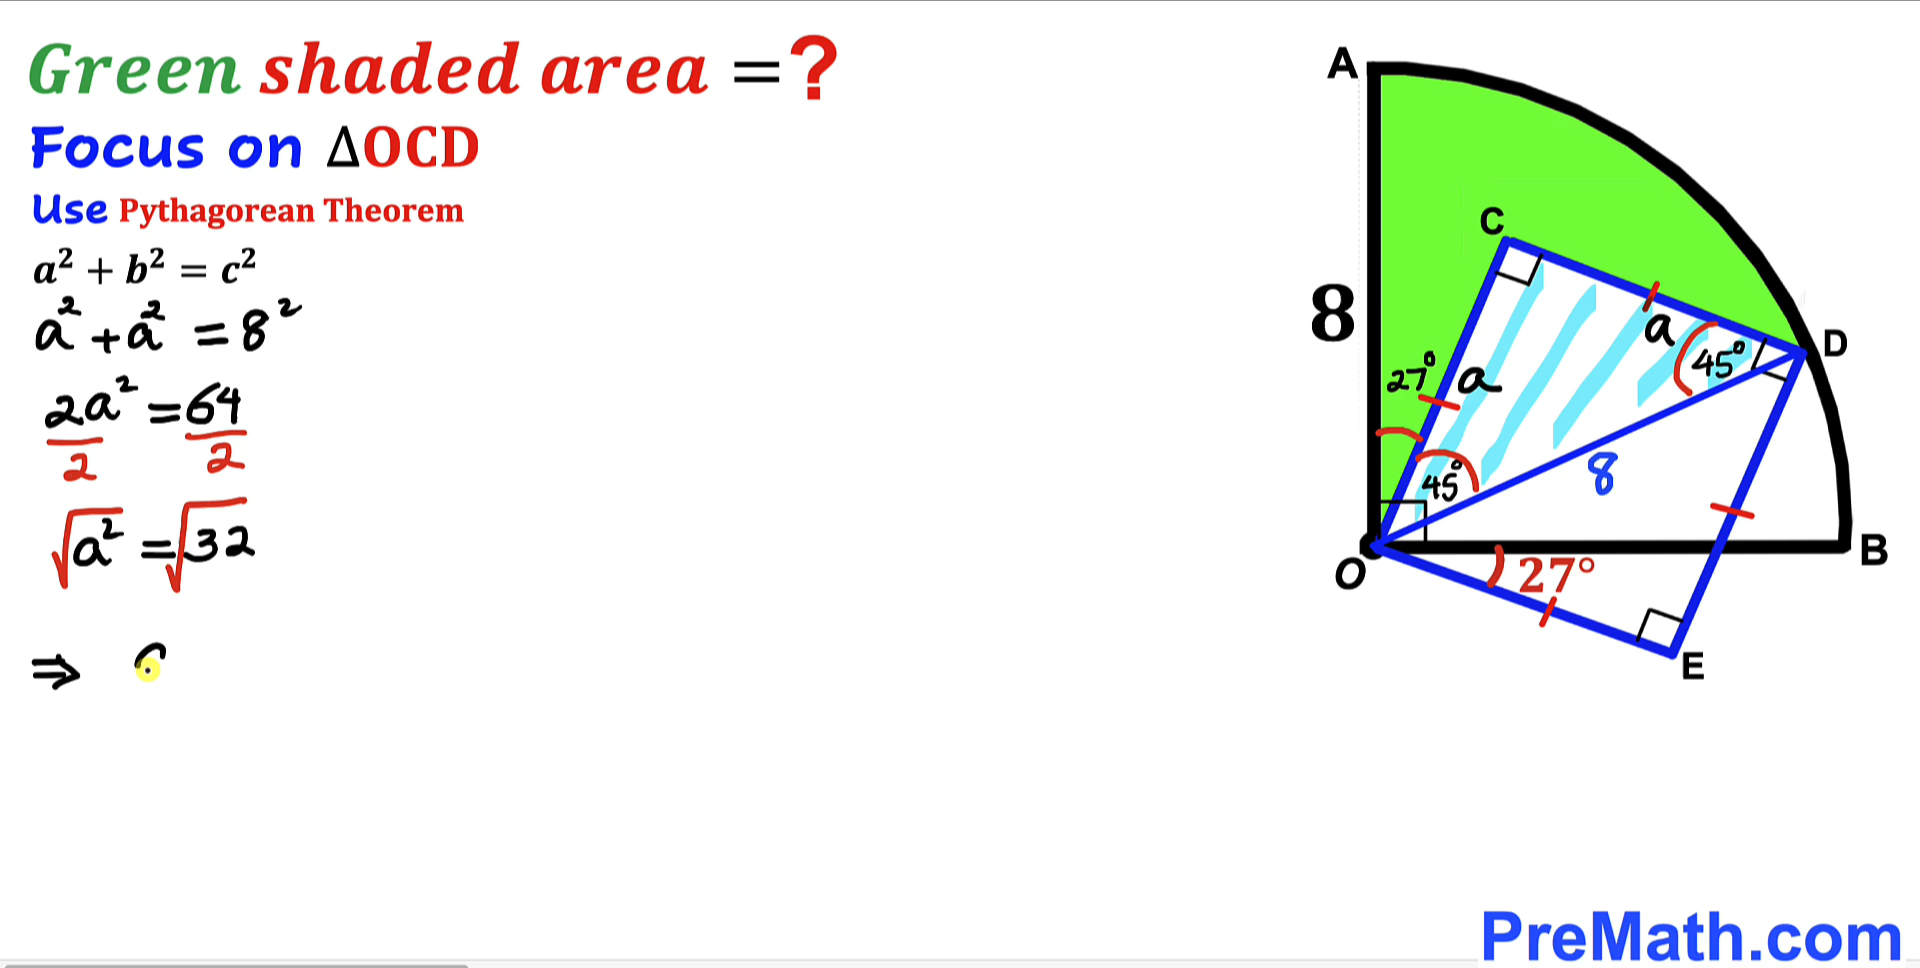 Green shaded area = ?
Focus on ΔOCD
Use Pythagorean Theorem
a² + b² = c²
a² + a² = 8²
2a² = 64
2 2
√a² = √32
⇒
A
C
8
a
D
27° a
45°
8
45°
O
27°
B
E
PreMath.com